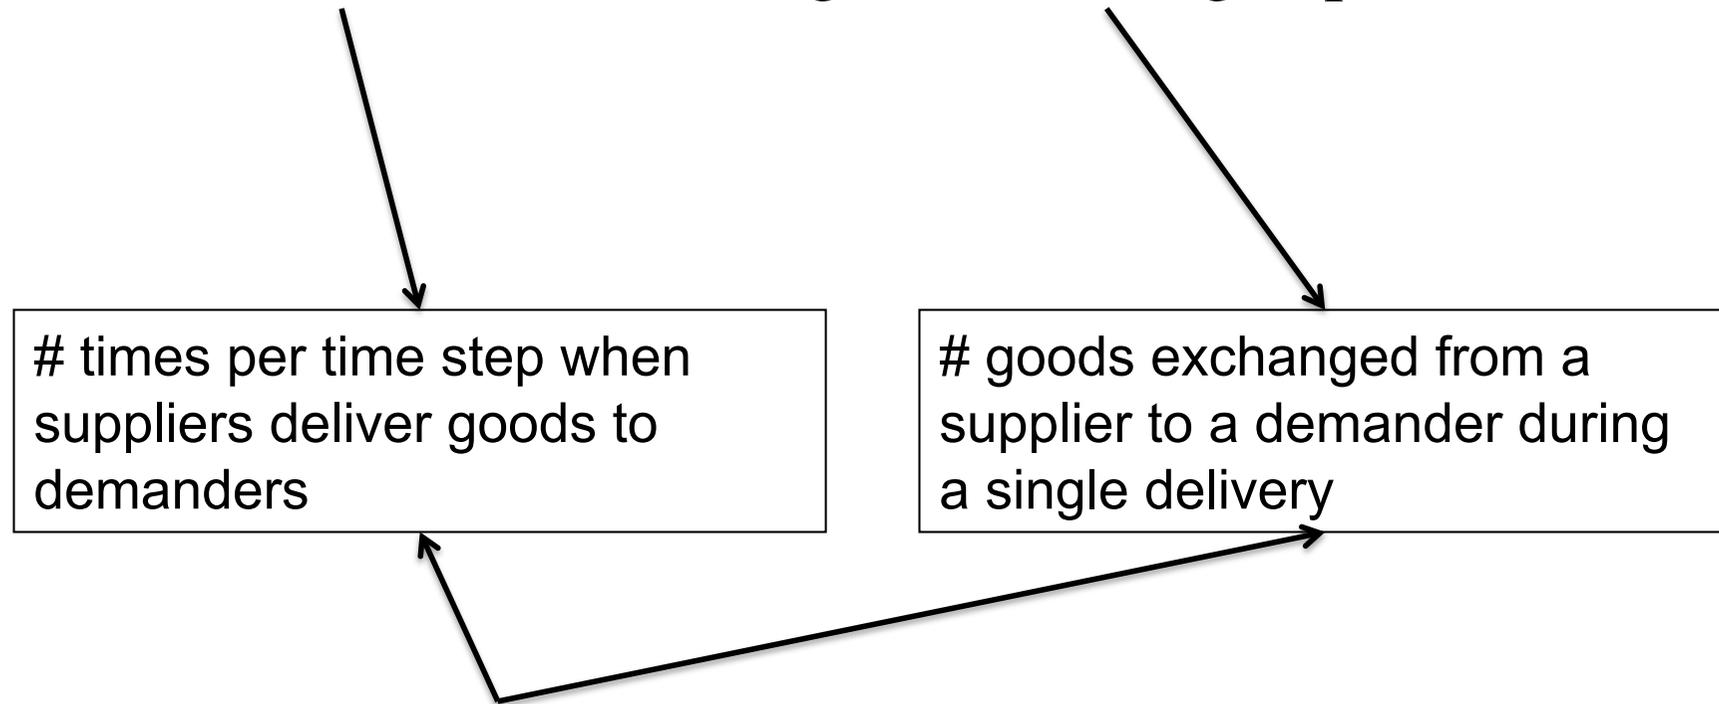 # times per time step when
suppliers deliver goods to
demanders
# goods exchanged from a
supplier to a demander during
a single delivery